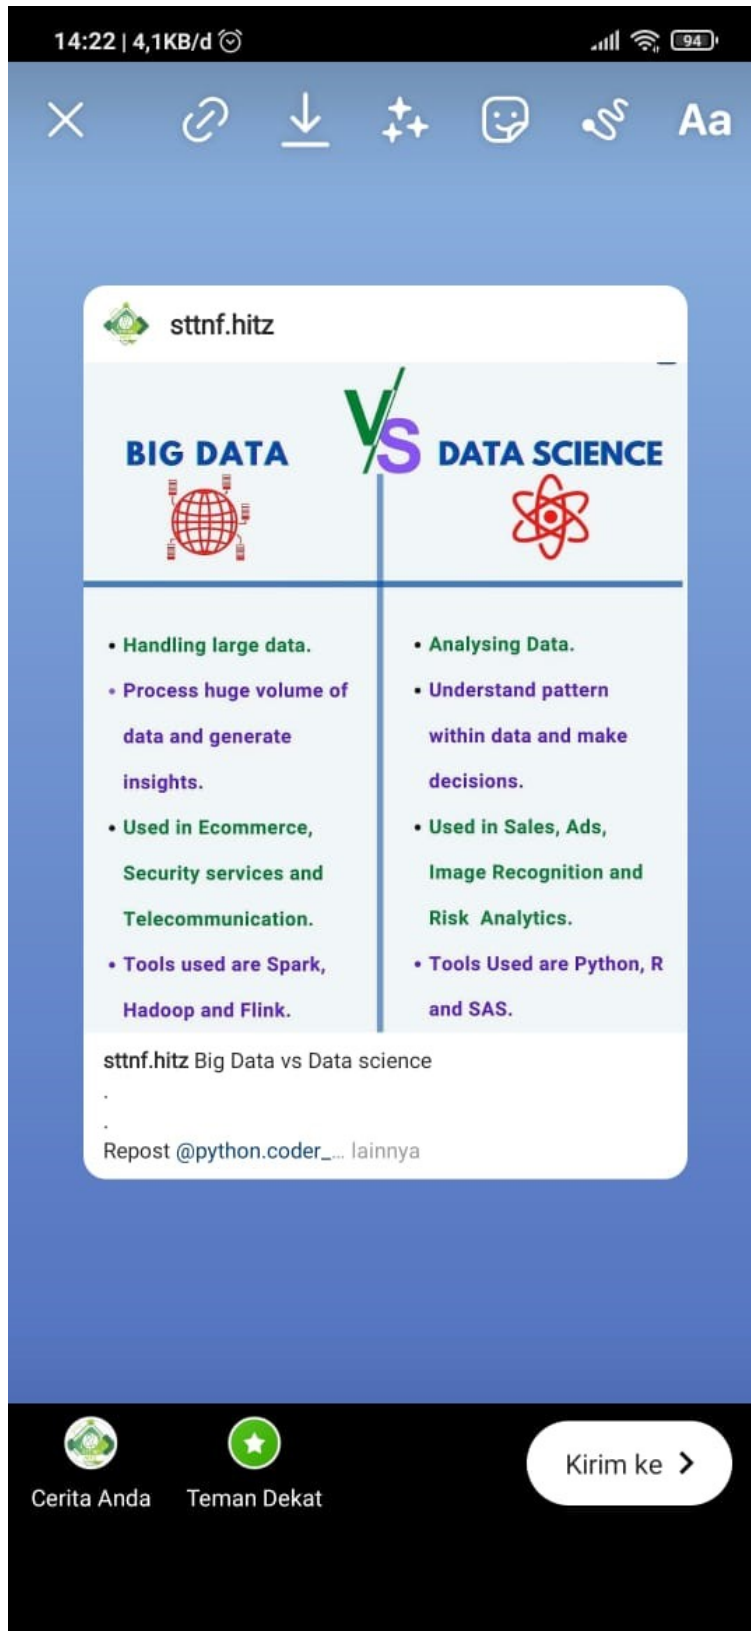 14:22 | 4,1KB/d
94
Aa
sttnf.hitz
VS
BIG DATA
DATA SCIENCE
• Handling large data.
• Process huge volume of
data and generate
insights.
• Used in Ecommerce,
Security services and
Telecommunication.
• Tools used are Spark,
Hadoop and Flink.
• Analysing Data.
• Understand pattern
within data and make
decisions.
• Used in Sales, Ads,
Image Recognition and
Risk Analytics.
• Tools Used are Python, R
and SAS.
sttnf.hitz Big Data vs Data science
.
.
Repost @python.coder_... lainnya
Cerita Anda
Teman Dekat
Kirim ke